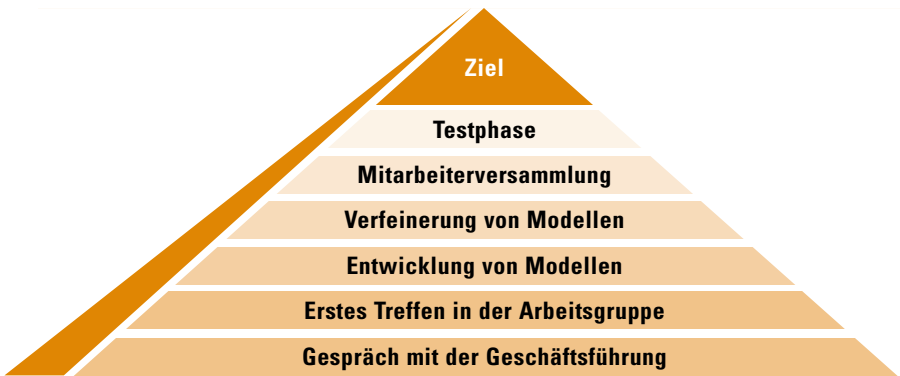 Ziel
Testphase
Mitarbeiterversammlung
Verfeinerung von Modellen
Entwicklung von Modellen
Erstes Treffen in der Arbeitsgruppe
Gespräch mit der Geschäftsführung